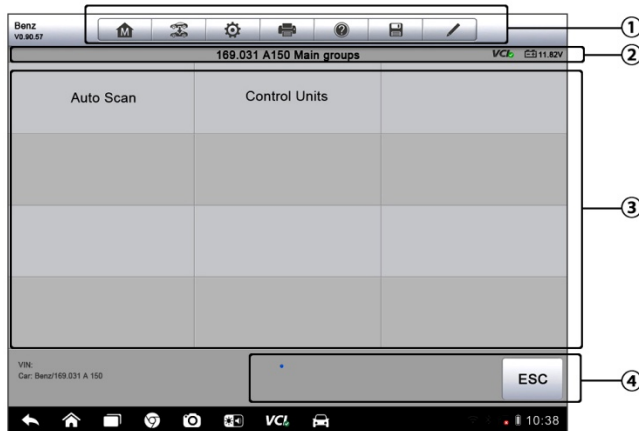 Benz
V0.90.57
M
①
169.031 A150 Main groups
VCI
11.82V
②
Auto Scan
Control Units
③
VIN:
Car: Benz/169.031 A 150
ESC
④
VCI
10:38